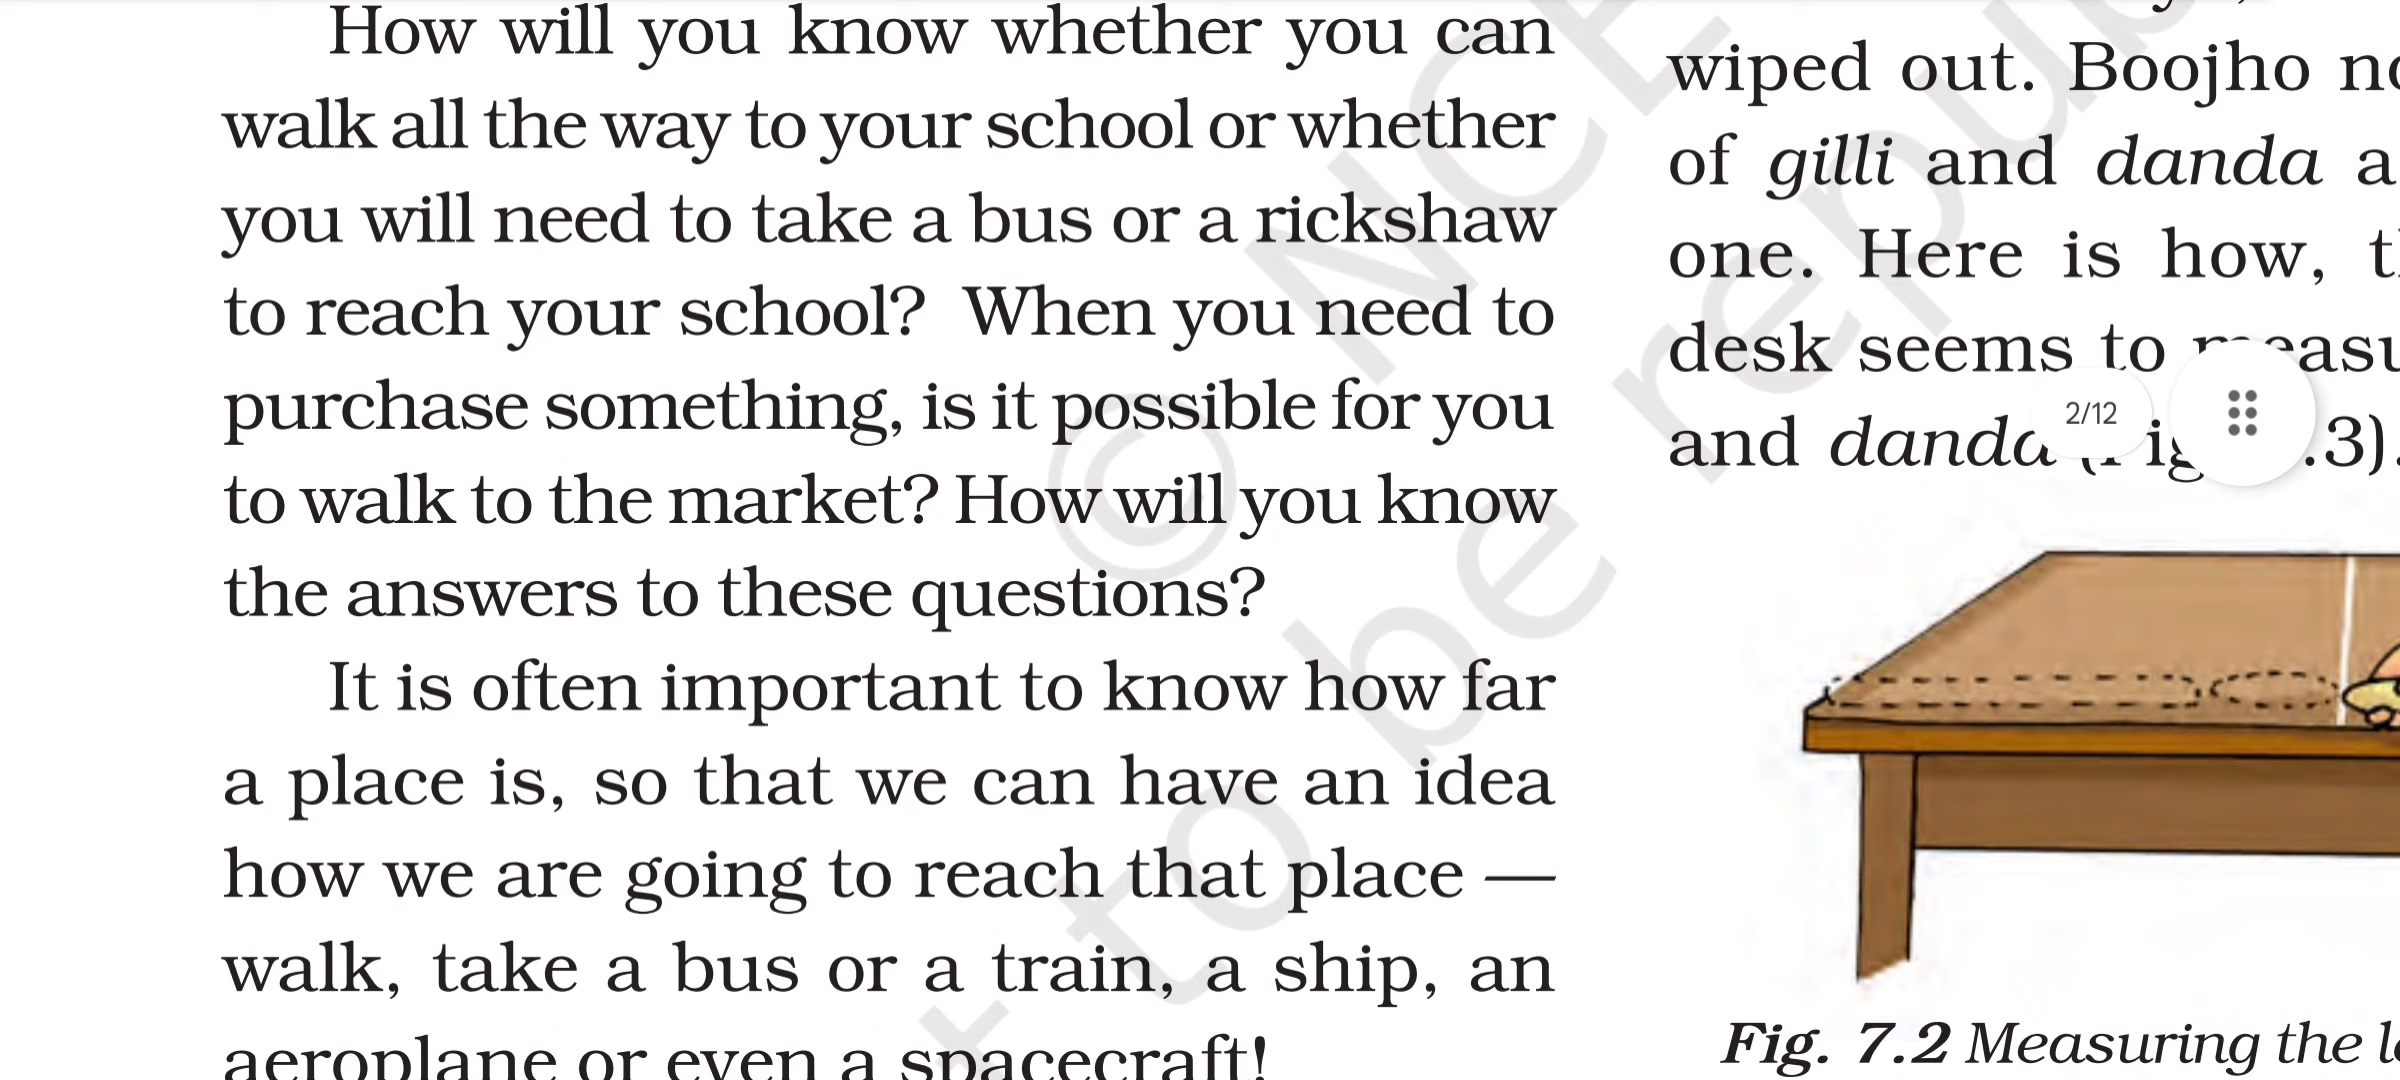 How will you know whether you can
walk all the way to your school or whether
you will need to take a bus or a rickshaw
to reach your school? When you need to
purchase something, is it possible for you
to walk to the market? How will you know
the answers to these questions?
It is often important to know how far
a place is, so that we can have an idea
how we are going to reach that place —
walk, take a bus or a train, a ship, an
aeroplane or even a spacecraft!
wiped out. Boojho
of gilli and danda a
one. Here is how,
desk seems to
and danda .3).
2/12
Fig. 7.2 Measuring the
© NCE
to be repub